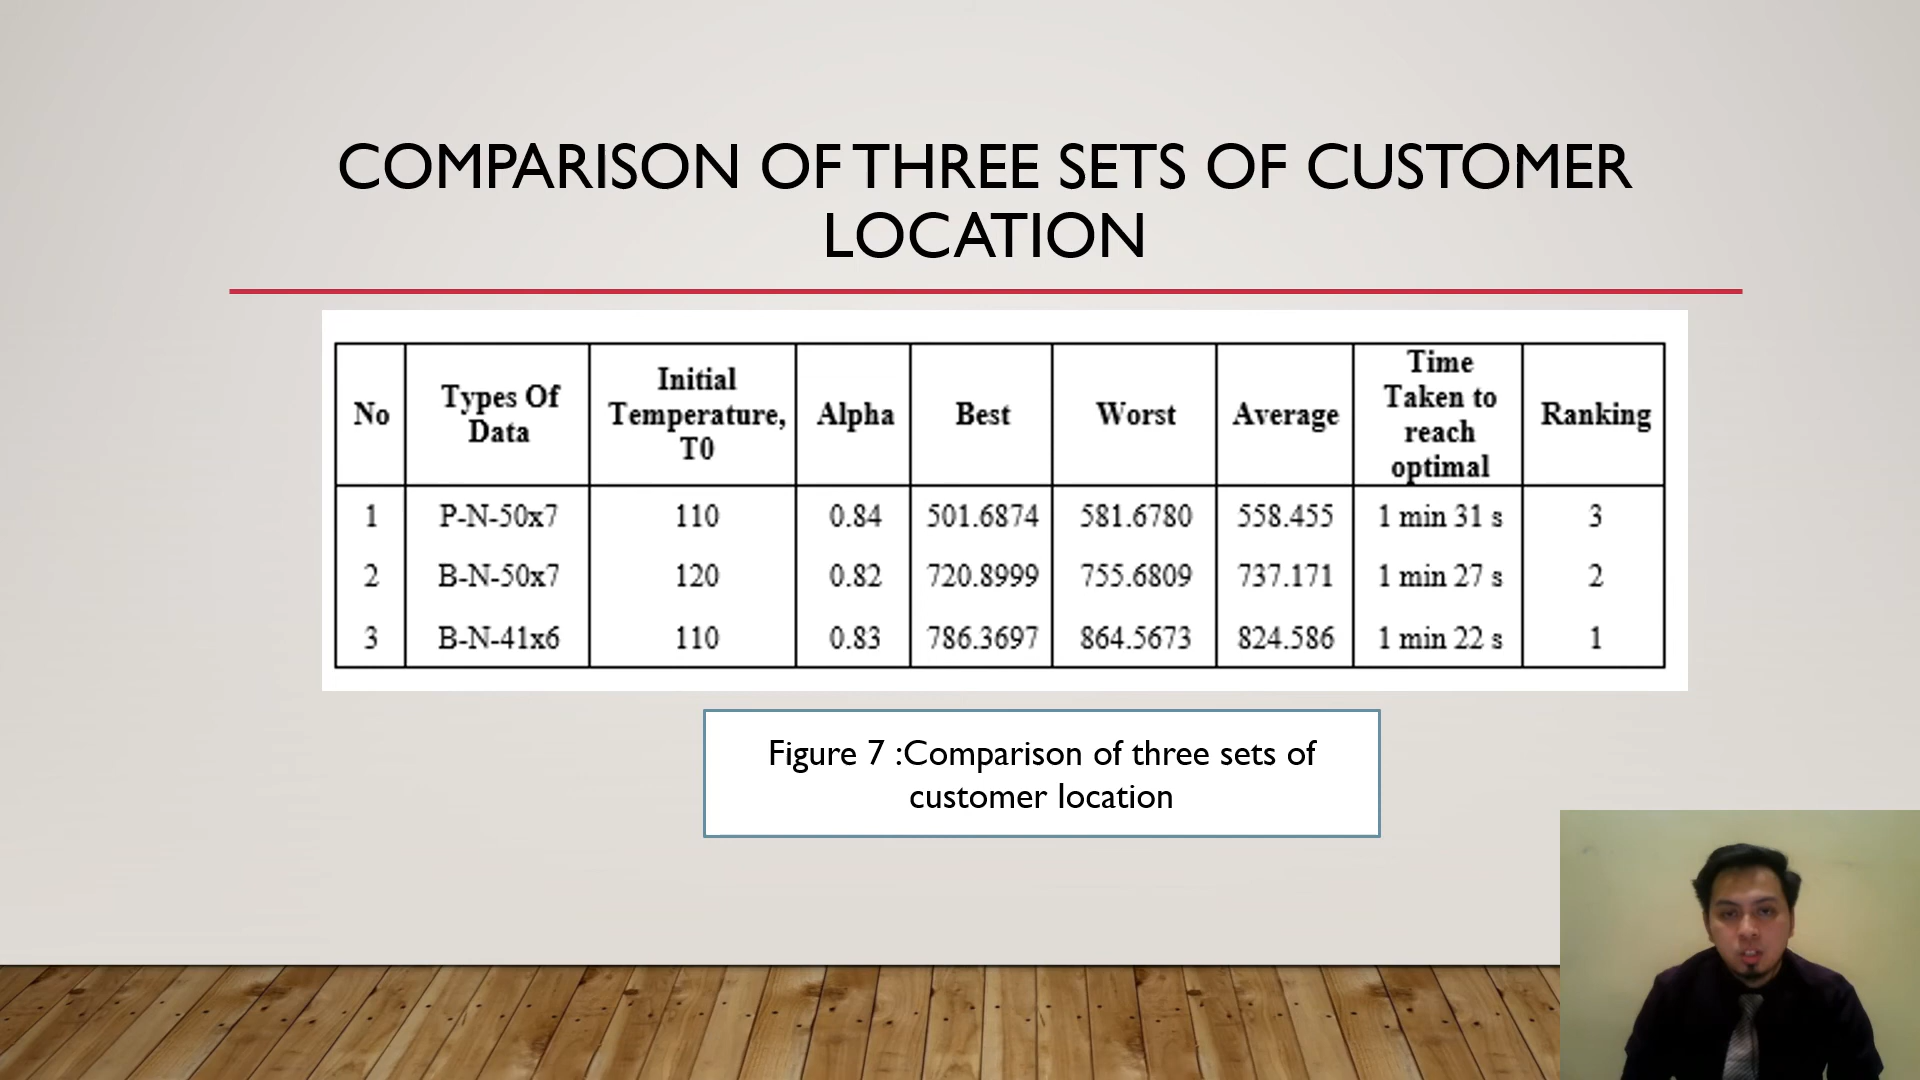 COMPARISON OF THREE SETS OF CUSTOMER
LOCATION
No | Types Of Data | Initial Temperature, T0 | Alpha | Best | Worst | Average | Time Taken to reach optimal | Ranking
1 | P-N-50x7 | 110 | 0.84 | 501.6874 | 581.6780 | 558.455 | 1 min 31 s | 3
2 | B-N-50x7 | 120 | 0.82 | 720.8999 | 755.6809 | 737.171 | 1 min 27 s | 2
3 | B-N-41x6 | 110 | 0.83 | 786.3697 | 864.5673 | 824.586 | 1 min 22 s | 1
Figure 7 :Comparison of three sets of
customer location